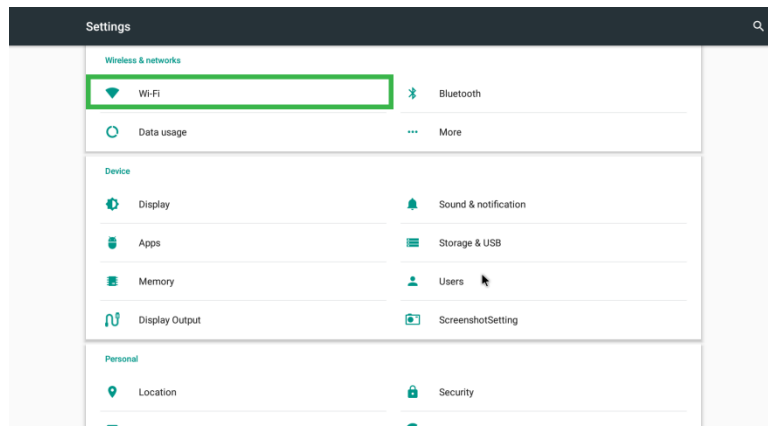 Settings
Wireless & networks
Wi-Fi
Bluetooth
Data usage
More
Device
Display
Sound & notification
Apps
Storage & USB
Memory
Users
Display Output
ScreenshotSetting
Personal
Location
Security